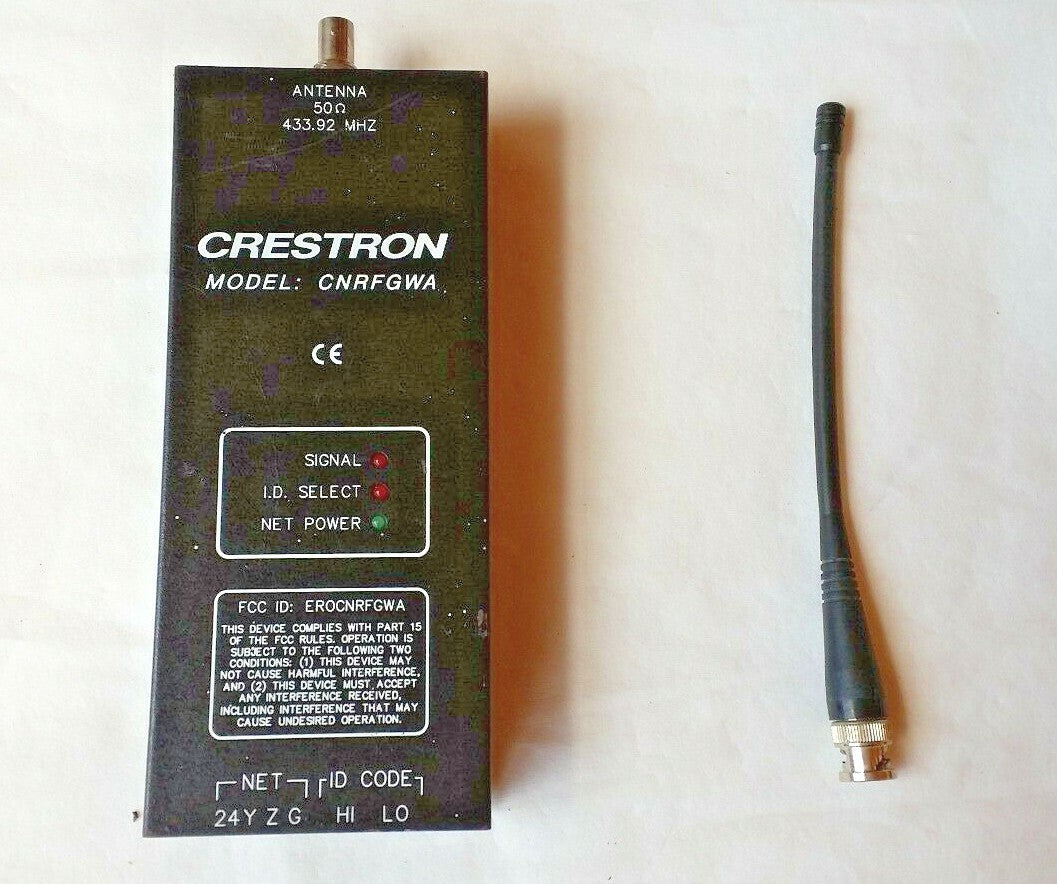 ANTENNA
50Ω
433.92 MHZ
CRESTRON
MODEL: CNRFGWA
CE
SIGNAL
I.D. SELECT
NET POWER
FCC ID: EROCNRFGWA
THIS DEVICE COMPLIES WITH PART 15
OF THE FCC RULES. OPERATION IS
SUBJECT TO THE FOLLOWING TWO
CONDITIONS: (1) THIS DEVICE MAY
NOT CAUSE HARMFUL INTERFERENCE,
AND (2) THIS DEVICE MUST ACCEPT
ANY INTERFERENCE RECEIVED,
INCLUDING INTERFERENCE THAT MAY
CAUSE UNDESIRED OPERATION.
NET ID CODE
24 Y Z G HI LO